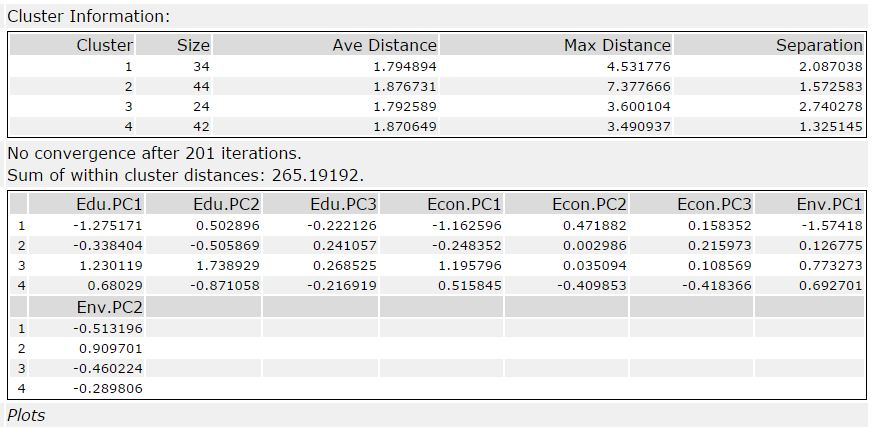 Cluster Information:
Cluster Size Ave Distance Max Distance Separation
1 34 1.794894 4.531776 2.087038
2 44 1.876731 7.377666 1.572583
3 24 1.792589 3.600104 2.740278
4 42 1.870649 3.490937 1.325145
No convergence after 201 iterations.
Sum of within cluster distances: 265.19192.
Edu.PC1 Edu.PC2 Edu.PC3 Econ.PC1 Econ.PC2 Econ.PC3 Env.PC1
1 -1.275171 0.502896 -0.222126 -1.162596 0.471882 0.158352 -1.57418
2 -0.338404 -0.505869 0.241057 -0.248352 0.002986 0.215973 0.126775
3 1.230119 1.738929 0.268525 1.195796 0.035094 0.108569 0.773273
4 0.68029 -0.871058 -0.216919 0.515845 -0.409853 -0.418366 0.692701
Env.PC2
1 -0.513196
2 0.909701
3 -0.460224
4 -0.289806
Plots